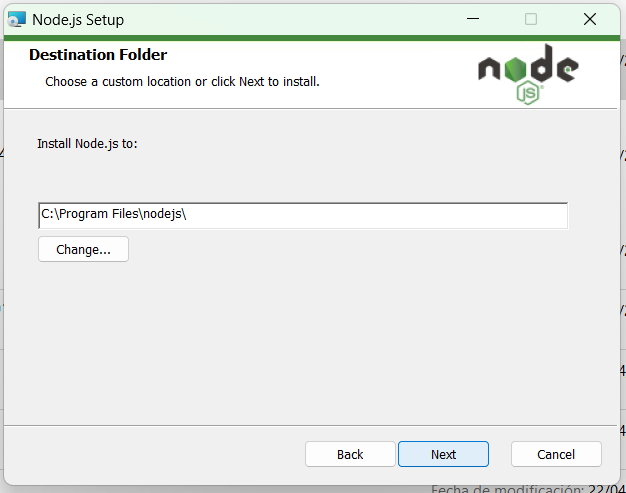 Node.js Setup
Destination Folder
Choose a custom location or click Next to install.
node
JS
Install Node.js to:
C:\Program Files\nodejs\
Change...
Back
Next
Cancel
Fecha de modificación: 22/04